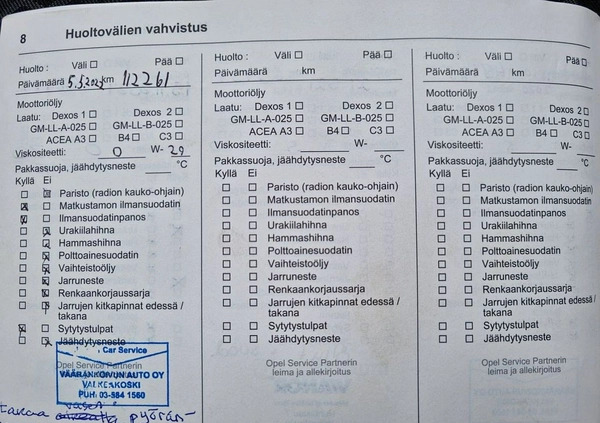 8 Huoltovälien vahvistus
Huolto : Väli ☐ Pää ☐
Päivämäärä 5.5.2023 km 112261
Moottoriöljy
Laatu: Dexos 1 ☐ Dexos 2 ☐
GM-LL-A-025 ☐ GM-LL-B-025 ☐
ACEA A3 ☐ B4 ☐ C3 ☐
Viskositeetti: 0 W- 20
Pakkassuoja, jäähdytysneste °C
Kyllä Ei
Paristo (radion kauko-ohjain)
Matkustamon ilmansuodatin
Ilmansuodatinpanos
Urakiilahihna
Hammashihna
Polttoainesuodatin
Vaihteistoöljy
Jarruneste
Renkaankorjaussarja
Jarrujen kitkapinnat edessä /
takana
Sytytystulpat
Jäähdytysneste
Opel Service Partnerin
Car Service
VÄÄRÄNKOIVUN AUTO OY
VALKEAKOSKI
PUH. 03-584 1560
takaa pyörän-
Huolto : Väli ☐ Pää ☐
Päivämäärä km
Moottoriöljy
Laatu: Dexos 1 ☐ Dexos 2 ☐
GM-LL-A-025 ☐ GM-LL-B-025 ☐
ACEA A3 ☐ B4 ☐ C3 ☐
Viskositeetti: W-
Pakkassuoja, jäähdytysneste °C
Kyllä Ei
Paristo (radion kauko-ohjain)
Matkustamon ilmansuodatin
Ilmansuodatinpanos
Urakiilahihna
Hammashihna
Polttoainesuodatin
Vaihteistoöljy
Jarruneste
Renkaankorjaussarja
Jarrujen kitkapinnat edessä /
takana
Sytytystulpat
Jäähdytysneste
Opel Service Partnerin
leima ja allekirjoitus
Huolto : Väli ☐ Pää ☐
Päivämäärä km
Moottoriöljy
Laatu: Dexos 1 ☐ Dexos 2 ☐
GM-LL-A-025 ☐ GM-LL-B-025 ☐
ACEA A3 ☐ B4 ☐ C3 ☐
Viskositeetti: W-
Pakkassuoja, jäähdytysneste °C
Kyllä Ei
Paristo (radion kauko-ohjain)
Matkustamon ilmansuodatin
Ilmansuodatinpanos
Urakiilahihna
Hammashihna
Polttoainesuodatin
Vaihteistoöljy
Jarruneste
Renkaankorjaussarja
Jarrujen kitkapinnat edessä /
takana
Sytytystulpat
Jäähdytysneste
Opel Service Partnerin
leima ja allekirjoitus